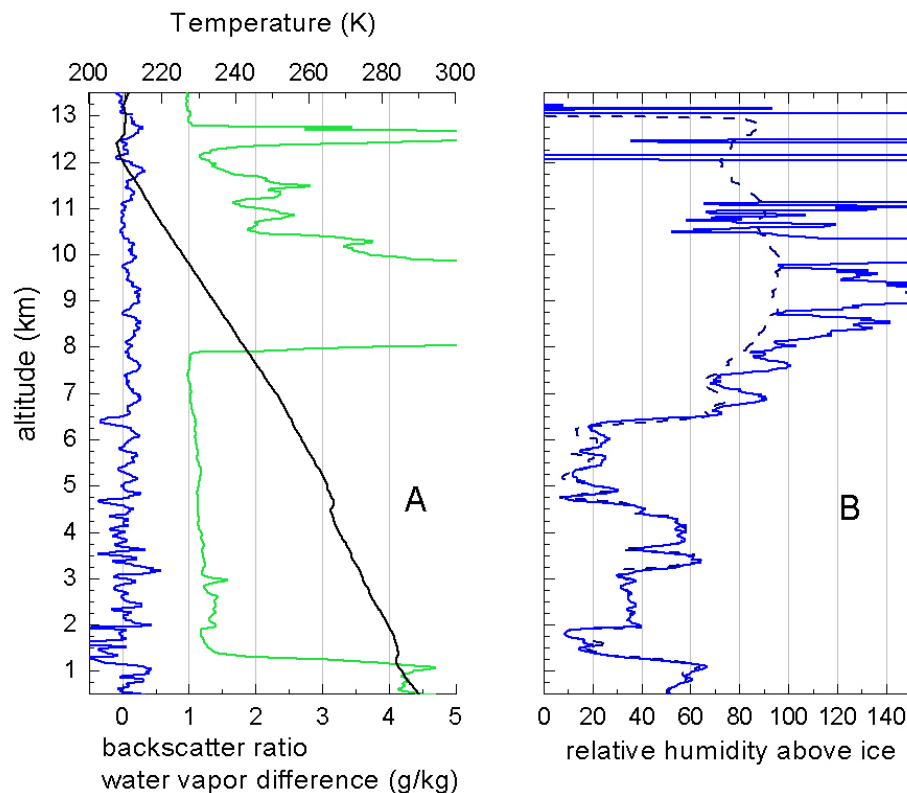 Temperature (K)
200 220 240 260 280 300
13
12
11
10
9
8
7
6
5
4
3
2
1
altitude (km)
A
0 1 2 3 4 5
backscatter ratio
water vapor difference (g/kg)
B
0 20 40 60 80 100 120 140
relative humidity above ice